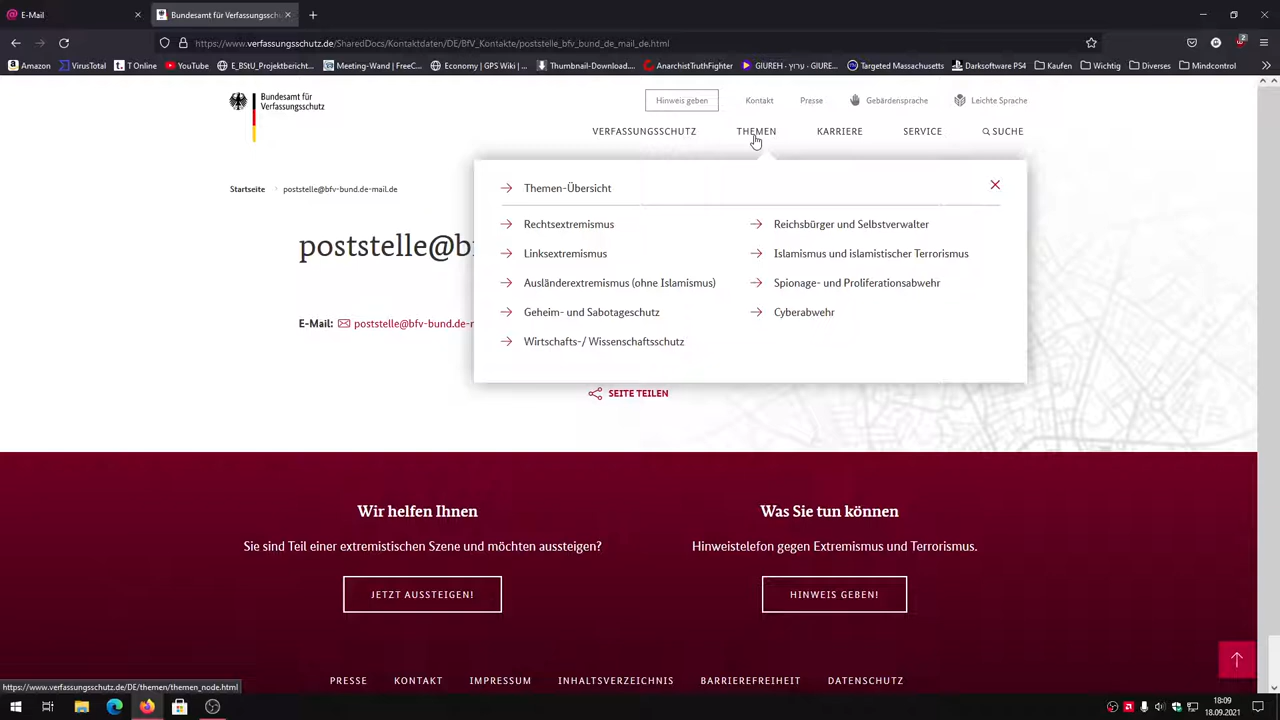 E-Mail
Bundesamt für Verfassungsschu
https://www.verfassungsschutz.de/SharedDocs/Kontaktdaten/DE/BfV_Kontakte/poststelle_bfv_bund_de_mail_de.html
Amazon
VirusTotal
T Online
YouTube
E_BStU_Projektbericht...
Meeting-Wand | FreeC...
Economy | GPS Wiki |...
Thumbnail-Download....
AnarchistTruthFighter
GIUREH - גרעין | GIURE...
Targeted Massachusetts
Darksoftware PS4
Kaufen
Wichtig
Diverses
Mindcontrol
Bundesamt für
Verfassungsschutz
Hinweis geben
Kontakt
Presse
Gebärdensprache
Leichte Sprache
VERFASSUNGSSCHUTZ
THEMEN
KARRIERE
SERVICE
SUCHE
Startseite
poststelle@bfv-bund.de-mail.de
Themen-Übersicht
Rechtsextremismus
Reichsbürger und Selbstverwalter
poststelle@b
Linksextremismus
Islamismus und islamistischer Terrorismus
Ausländerextremismus (ohne Islamismus)
Spionage- und Proliferationsabwehr
Geheim- und Sabotageschutz
Cyberabwehr
E-Mail: poststelle@bfv-bund.de-
Wirtschafts-/ Wissenschaftsschutz
SEITE TEILEN
Wir helfen Ihnen
Was Sie tun können
Sie sind Teil einer extremistischen Szene und möchten aussteigen?
Hinweistelefon gegen Extremismus und Terrorismus.
JETZT AUSSTEIGEN!
HINWEIS GEBEN!
PRESSE
KONTAKT
IMPRESSUM
INHALTSVERZEICHNIS
BARRIEREFREIHEIT
DATENSCHUTZ
https://www.verfassungsschutz.de/DE/themen/themen_node.html
18:09
18.09.2021